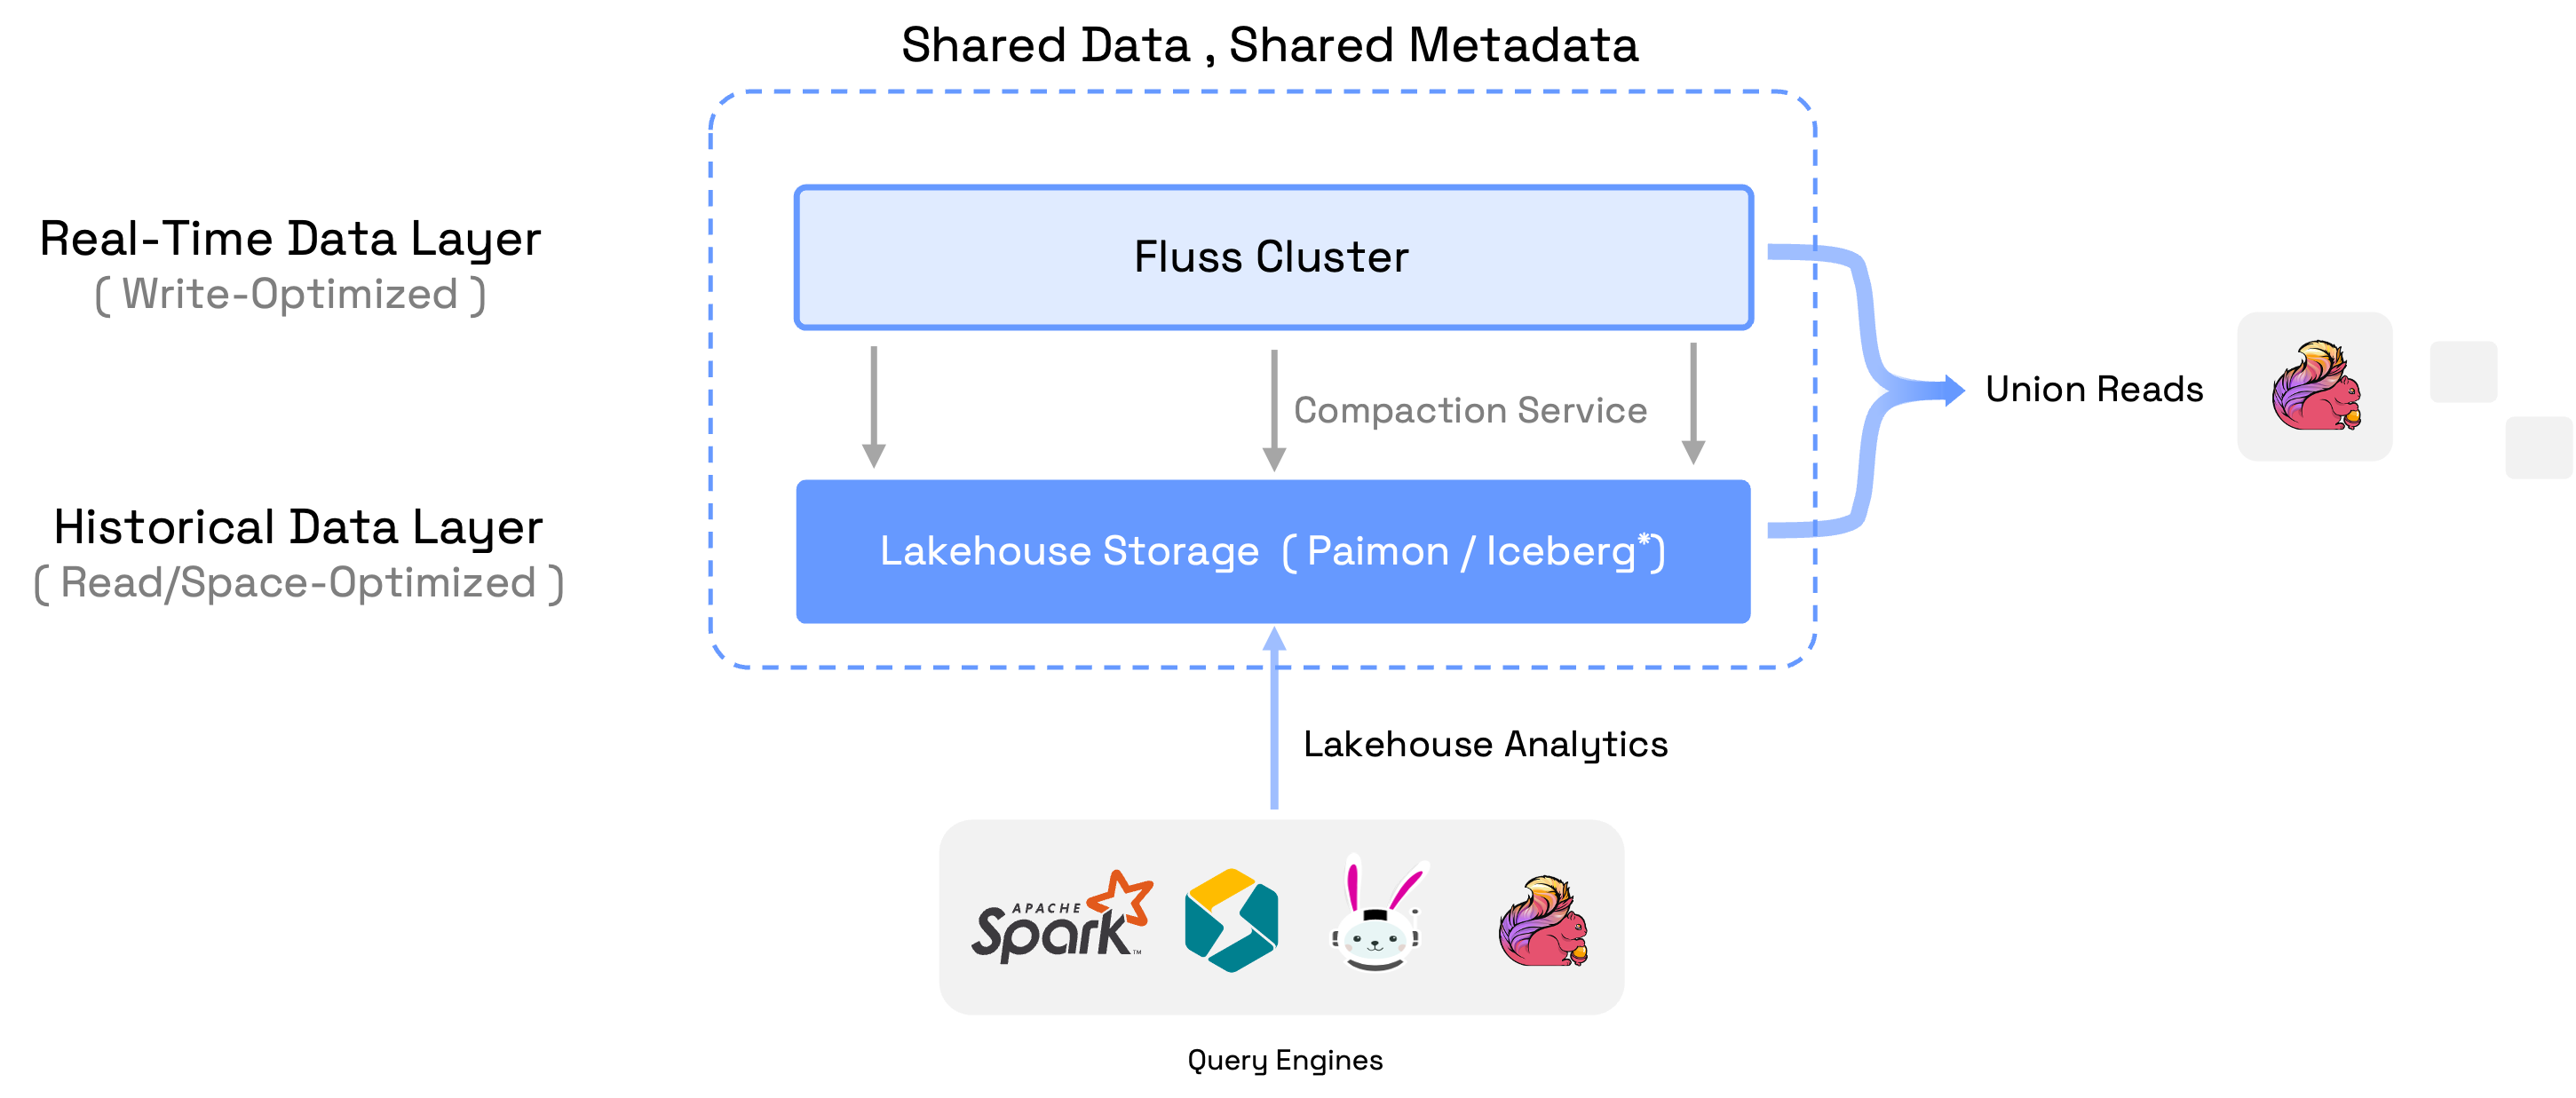 Shared Data , Shared Metadata
Real-Time Data Layer
( Write-Optimized )
Fluss Cluster
Compaction Service
Union Reads
Historical Data Layer
( Read/Space-Optimized )
Lakehouse Storage ( Paimon / Iceberg*)
Lakehouse Analytics
APACHE
Spark™
Query Engines